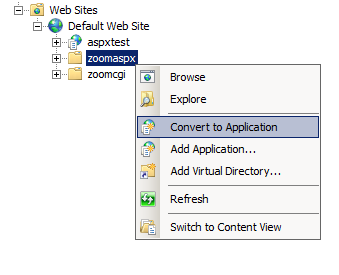 Web Sites
Default Web Site
aspxtest
zoomaspx
zoomcgi
Browse
Explore
Convert to Application
Add Application...
Add Virtual Directory...
Refresh
Switch to Content View